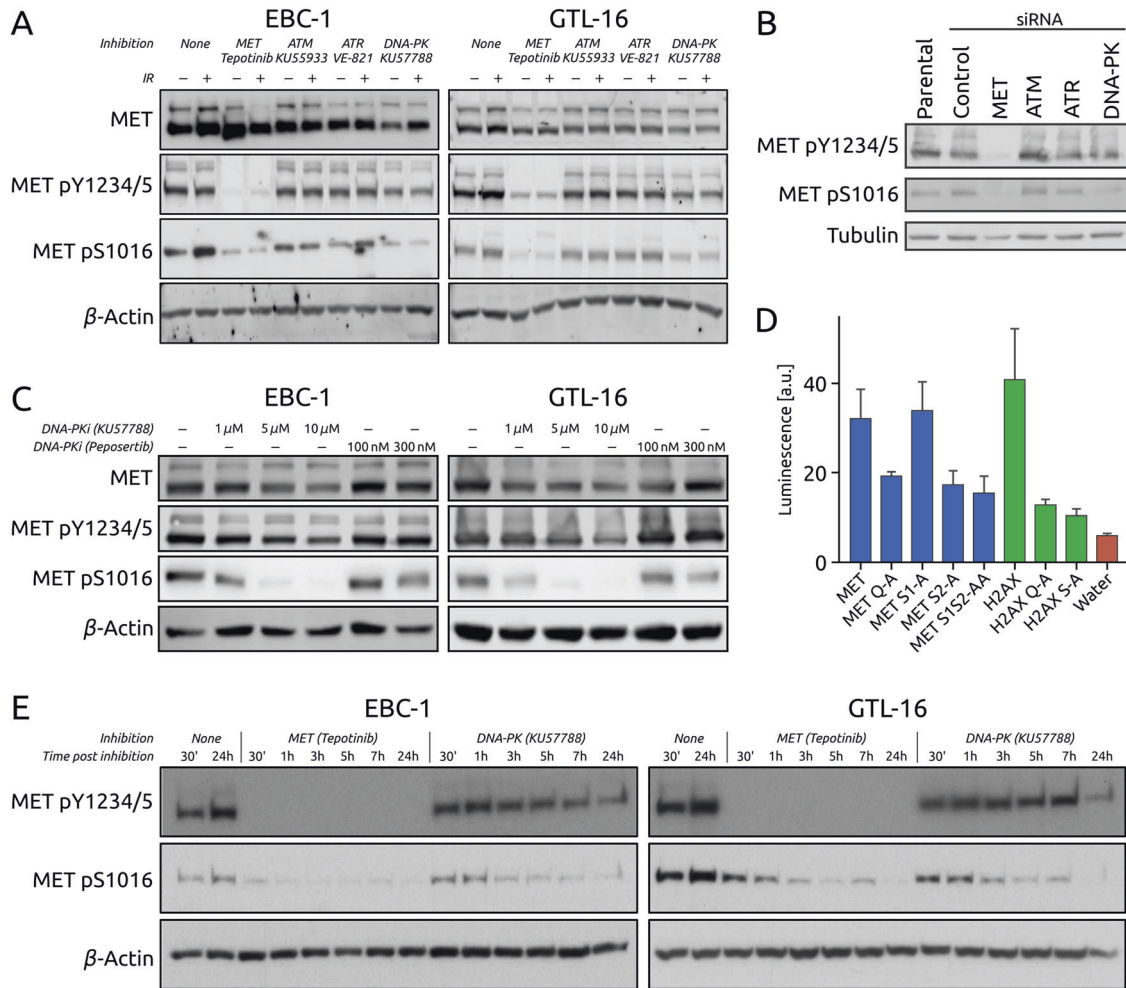 A
EBC-1
GTL-16
Inhibition None MET Tepotinib ATM KU55933 ATR VE-821 DNA-PK KU57788 None MET Tepotinib ATM KU55933 ATR VE-821 DNA-PK KU57788
IR – + – + – + – + – + – + – + – + – + – +
MET
MET pY1234/5
MET pS1016
β-Actin
B
siRNA
Parental Control MET ATM ATR DNA-PK
MET pY1234/5
MET pS1016
Tubulin
C
EBC-1
GTL-16
DNA-PKi (KU57788) – 1 µM 5 µM 10 µM – – – 1 µM 5 µM 10 µM – –
DNA-PKi (Peposertib) – – – – 100 nM 300 nM – – – – 100 nM 300 nM
MET
MET pY1234/5
MET pS1016
β-Actin
D
Luminescence [a.u.]
40
20
0
MET MET Q-A MET S1-A MET S2-A MET S1S2-AA H2AX H2AX Q-A H2AX S-A Water
E
EBC-1
GTL-16
Inhibition None MET (Tepotinib) DNA-PK (KU57788) None MET (Tepotinib) DNA-PK (KU57788)
Time post inhibition 30' 24h 30' 1h 3h 5h 7h 24h 30' 1h 3h 5h 7h 24h 30' 24h 30' 1h 3h 5h 7h 24h 30' 1h 3h 5h 7h 24h
MET pY1234/5
MET pS1016
β-Actin